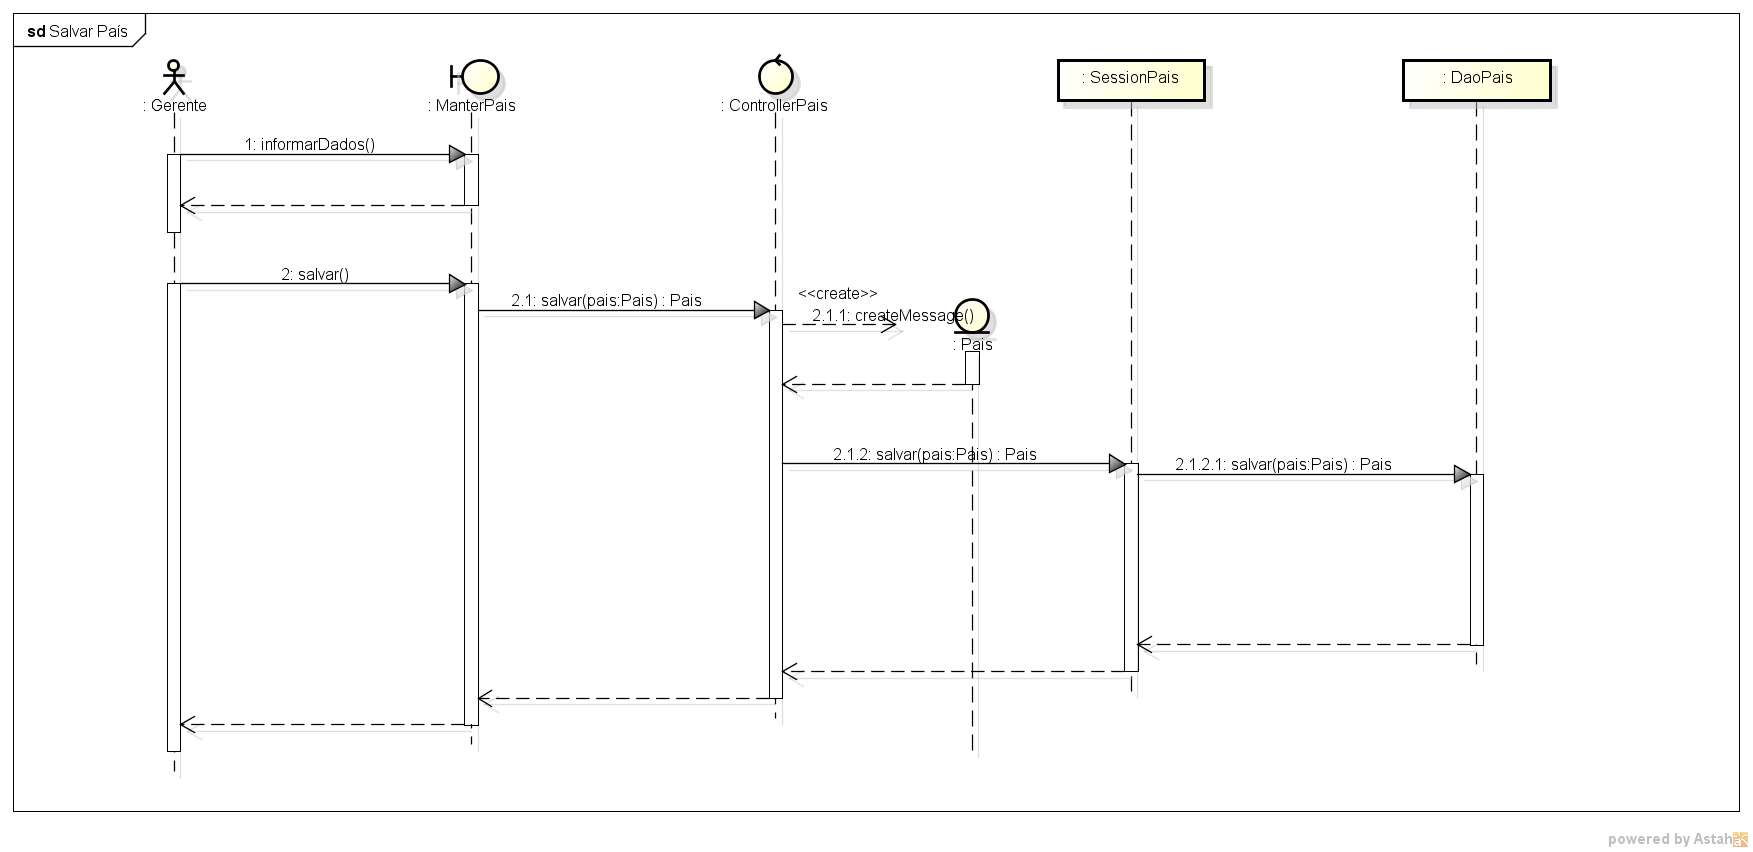 sd Salvar País
: Gerente
: ManterPais
: ControllerPais
: SessionPais
: DaoPais
1: informarDados()
2: salvar()
2.1: salvar(pais:Pais) : Pais
<<create>>
2.1.1: createMessage()
: Pais
2.1.2: salvar(pais:Pais) : Pais
2.1.2.1: salvar(pais:Pais) : Pais
powered by Astah